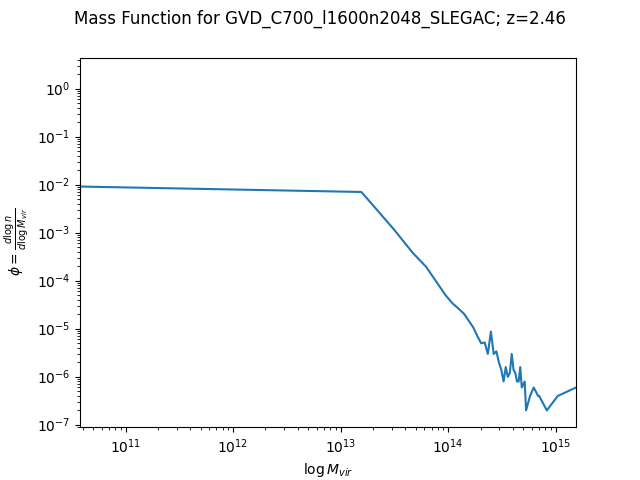 Mass Function for GVD_C700_l1600n2048_SLEGAC; z=2.46
10⁰
10⁻¹
10⁻²
10⁻³
10⁻⁴
10⁻⁵
10⁻⁶
10⁻⁷
ϕ = d log n / d log M_vir
10¹¹ 10¹² 10¹³ 10¹⁴ 10¹⁵
log M_vir